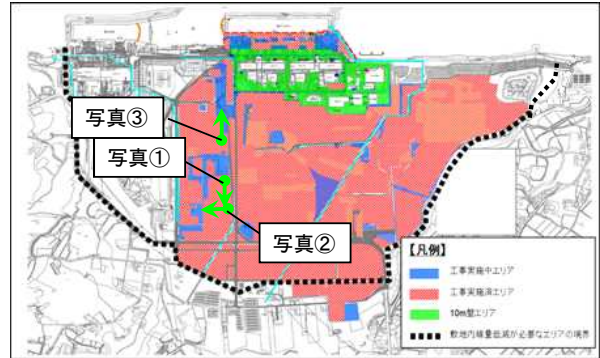 写真③
写真①
写真②
【凡例】
工事実施中エリア
工事実施済エリア
10m盤エリア
敷地内線量低減が必要なエリアの境界